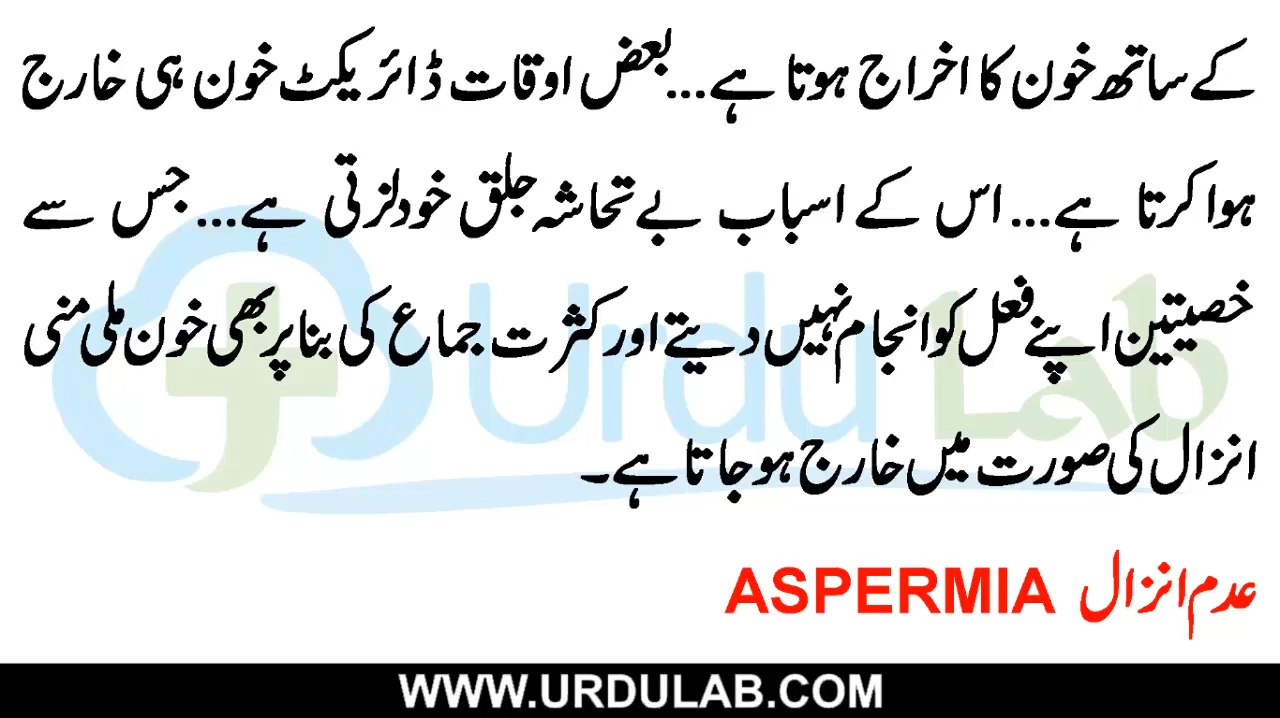 کے ساتھ خون کا اخراج ہوتا ہے...بعض اوقات ڈائریکٹ خون ہی خارج
ہوا کرتا ہے... اس کے اسباب بے تحاشہ جلق خودلزتی ہے...جس سے
خصیتین اپنے فعل کو انجام نہیں دیتے اور کثرت جماع کی بنا پر بھی خون ملی منی
انزال کی صورت میں خارج ہو جاتا ہے۔
عدم انزال ASPERMIA
Urdu Lab
WWW.URDULAB.COM